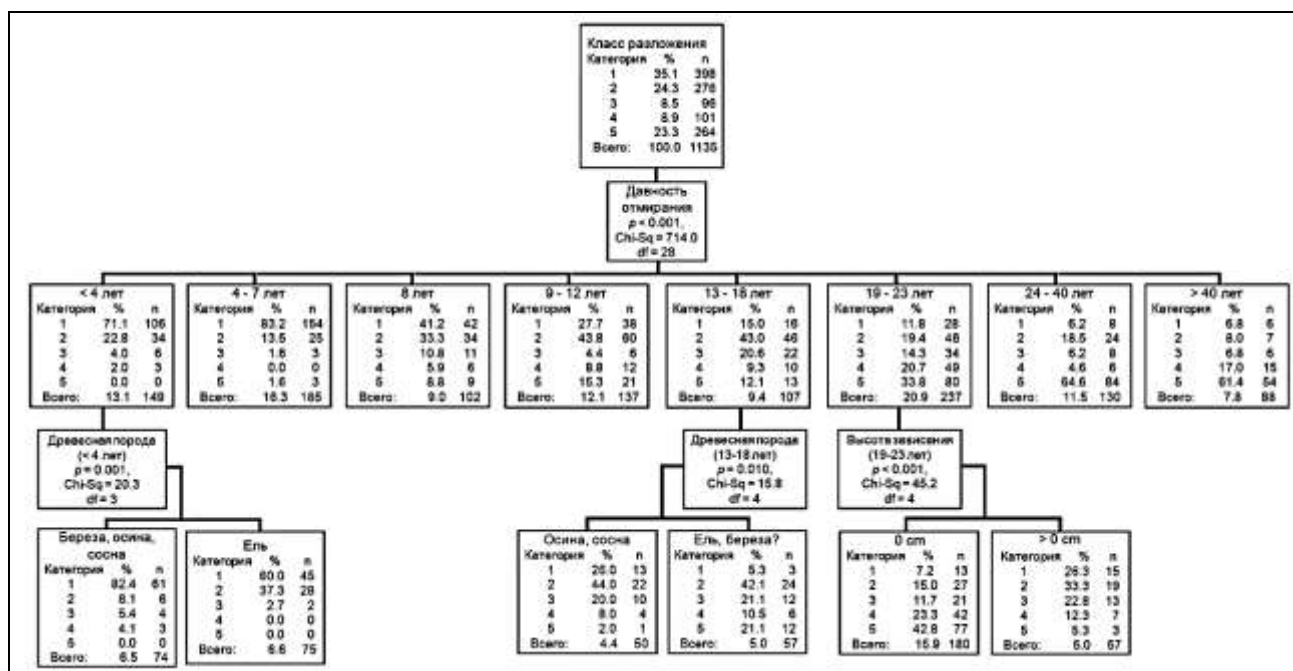 Класс разложения
Категория % n
1 35.1 398
2 24.3 276
3 8.5 96
4 8.9 101
5 23.3 264
Всего: 100.0 1135
Давность
отмирания
p < 0.001,
Chi-Sq = 714.0
df = 28
< 4 лет
Категория % n
1 71.1 106
2 22.8 34
3 4.0 6
4 2.0 3
5 0.0 0
Всего: 13.1 149
4 - 7 лет
Категория % n
1 83.2 154
2 13.5 25
3 1.6 3
4 0.0 0
5 1.6 3
Всего: 16.3 185
8 лет
Категория % n
1 41.2 42
2 33.3 34
3 10.8 11
4 5.9 6
5 8.8 9
Всего: 9.0 102
9 - 12 лет
Категория % n
1 27.7 38
2 43.8 60
3 4.4 6
4 8.8 12
5 15.3 21
Всего: 12.1 137
13 - 18 лет
Категория % n
1 15.0 16
2 43.0 46
3 20.6 22
4 9.3 10
5 12.1 13
Всего: 9.4 107
19 - 23 лет
Категория % n
1 11.8 28
2 19.4 46
3 14.3 34
4 20.7 49
5 33.8 80
Всего: 20.9 237
24 - 40 лет
Категория % n
1 6.2 8
2 18.5 24
3 6.2 8
4 4.6 6
5 64.6 84
Всего: 11.5 130
> 40 лет
Категория % n
1 6.8 6
2 8.0 7
3 6.8 6
4 17.0 15
5 61.4 54
Всего: 7.8 88
Древесная порода
(< 4 лет)
p = 0.001,
Chi-Sq = 20.3
df = 3
Древесная порода
(13-18 лет)
p = 0.010,
Chi-Sq = 15.8
df = 4
Высота зависания
(19-23 лет)
p < 0.001,
Chi-Sq = 45.2
df = 4
Береза, осина,
сосна
Категория % n
1 82.4 61
2 8.1 6
3 5.4 4
4 4.1 3
5 0.0 0
Всего: 6.5 74
Ель
Категория % n
1 60.0 45
2 37.3 28
3 2.7 2
4 0.0 0
5 0.0 0
Всего: 6.6 75
Осина, сосна
Категория % n
1 26.0 13
2 44.0 22
3 20.0 10
4 8.0 4
5 2.0 1
Всего: 4.4 50
Ель, береза?
Категория % n
1 5.3 3
2 42.1 24
3 21.1 12
4 10.5 6
5 21.1 12
Всего: 5.0 57
0 cm
Категория % n
1 7.2 13
2 15.0 27
3 11.7 21
4 23.3 42
5 42.8 77
Всего: 15.9 180
> 0 cm
Категория % n
1 26.3 15
2 33.3 19
3 22.8 13
4 12.3 7
5 5.3 3
Всего: 5.0 57